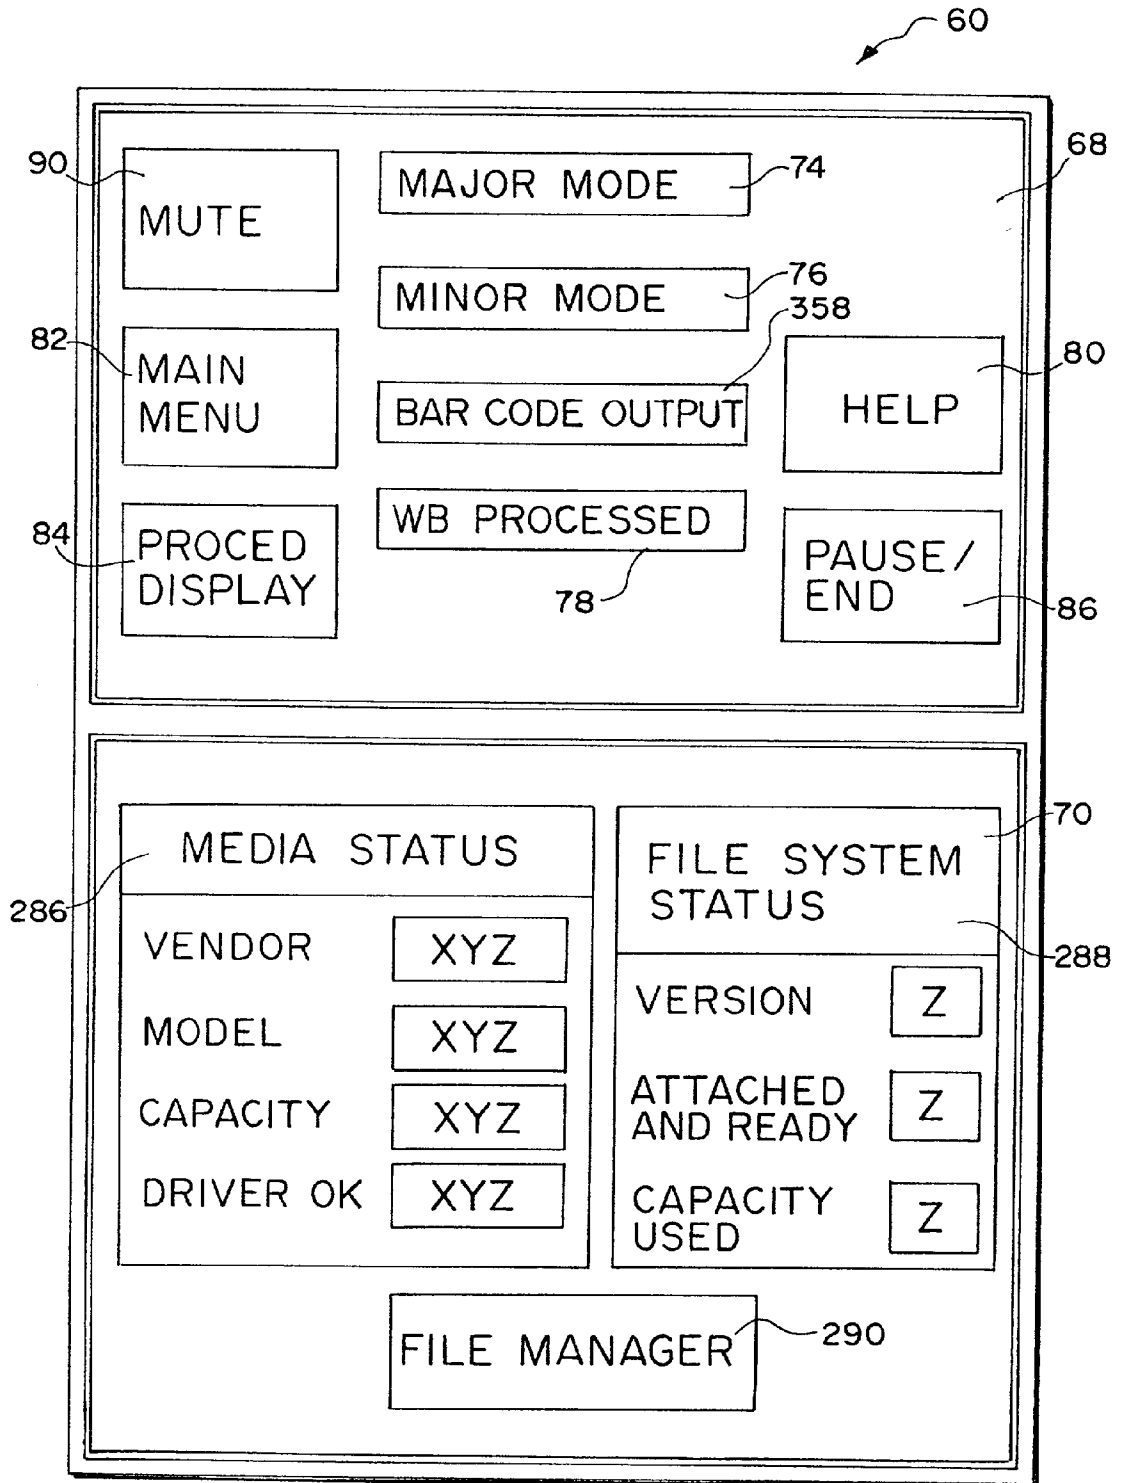 60
68
90
MUTE
MAJOR MODE
74
MINOR MODE
76
358
82
MAIN
MENU
BAR CODE OUTPUT
HELP
80
84
PROCED
DISPLAY
WB PROCESSED
78
PAUSE/
END
86
MEDIA STATUS
286
VENDOR XYZ
MODEL XYZ
CAPACITY XYZ
DRIVER OK XYZ
70
FILE SYSTEM
STATUS
288
VERSION Z
ATTACHED
AND READY Z
CAPACITY
USED Z
FILE MANAGER
290